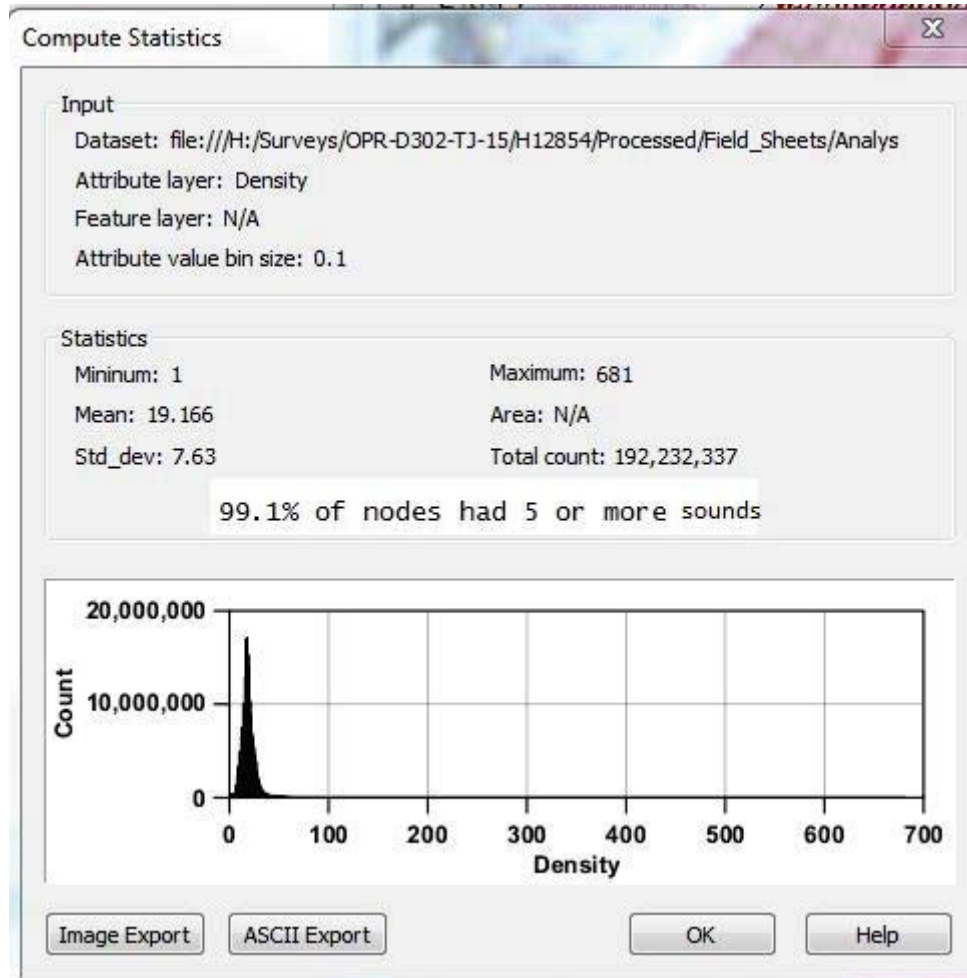 Compute Statistics
Input
Dataset: file:///H:/Surveys/OPR-D302-TJ-15/H12854/Processed/Field_Sheets/Analys
Attribute layer: Density
Feature layer: N/A
Attribute value bin size: 0.1
Statistics
Mininum: 1
Maximum: 681
Mean: 19.166
Area: N/A
Std_dev: 7.63
Total count: 192,232,337
99.1% of nodes had 5 or more sounds
20,000,000
10,000,000
0
Count
0 100 200 300 400 500 600 700
Density
Image Export
ASCII Export
OK
Help